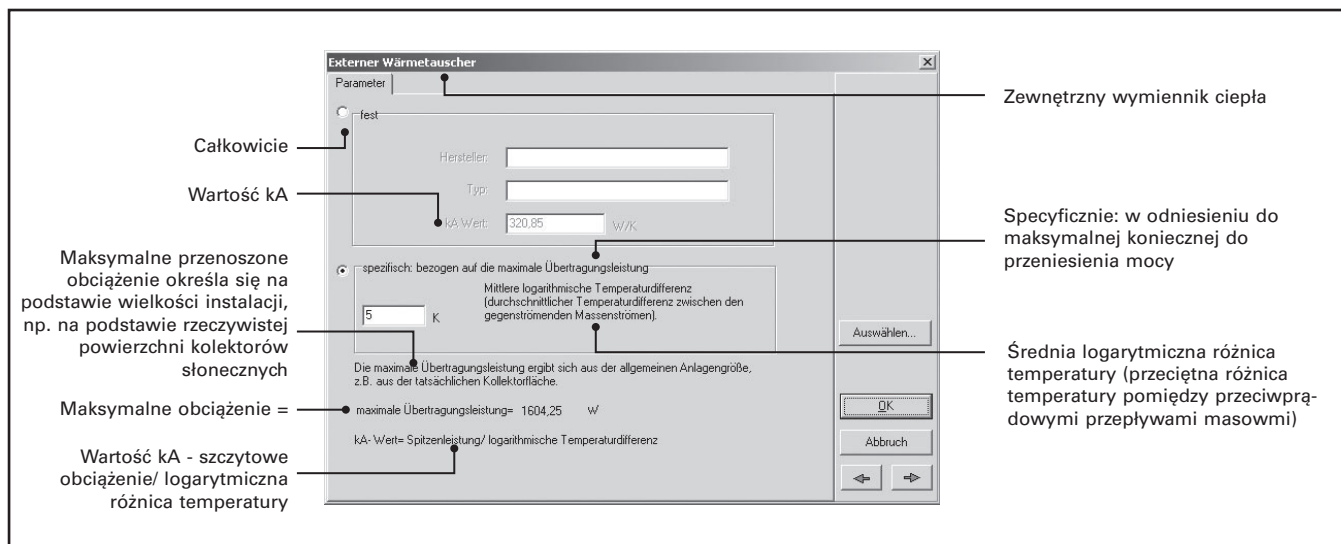 Externer Wärmetauscher
Parameter
Zewnętrzny wymiennik ciepła
fest
Całkowicie
Hersteller:
Typ:
Wartość kA
kA Wert: 320,85 W/K
Specyficznie: w odniesieniu do
maksymalnej koniecznej do
przeniesienia mocy
Maksymalne przenoszone
obciążenie określa się na
podstawie wielkości instalacji,
np. na podstawie rzeczywistej
powierzchni kolektorów
słonecznych
spezifisch: bezogen auf die maximale Übertragungsleistung
5 K
Mittlere logarithmische Temperaturdifferenz
(durchschnittlicher Temperaturdifferenz zwischen den
gegenströmenden Massenströmen).
Auswählen...
Średnia logarytmiczna różnica
temperatury (przeciętna różnica
temperatury pomiędzy przeciwprą-
dowymi przepływami masowmi)
Die maximale Übertragungsleistung ergibt sich aus der allgemeinen Anlagengröße,
z.B. aus der tatsächlichen Kollektorfläche.
Maksymalne obciążenie =
maximale Übertragungsleistung= 1604,25 W
OK
kA- Wert= Spitzenleistung/ logarithmische Temperaturdifferenz
Abbruch
Wartość kA - szczytowe
obciążenie/ logarytmiczna
różnica temperatury